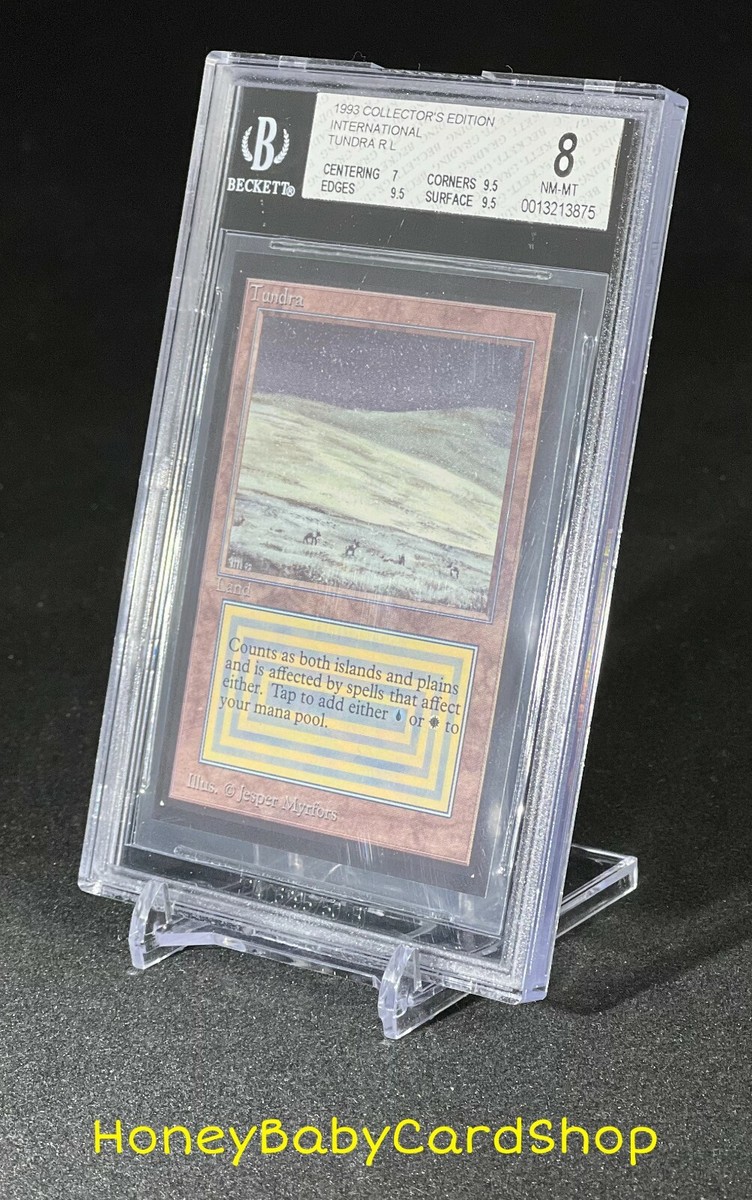 1993 COLLECTOR'S EDITION
INTERNATIONAL
TUNDRA R L
CENTERING 7
CORNERS 9.5
EDGES 9.5
SURFACE 9.5
8
NM-MT
0013213875
B
BECKETT®
Tundra
Land
Counts as both islands and plains
and is affected by spells that affect
either. Tap to add either or to
your mana pool.
Illus. © Jesper Myrfors
HoneyBabyCardShop